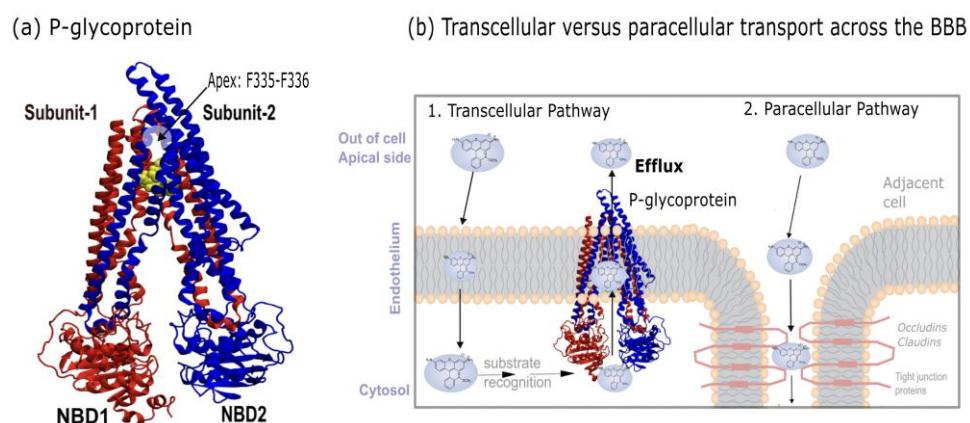 (a) P-glycoprotein
Apex: F335-F336
Subunit-1
Subunit-2
NBD1
NBD2
(b) Transcellular versus paracellular transport across the BBB
1. Transcellular Pathway
2. Paracellular Pathway
Out of cell
Apical side
Efflux
P-glycoprotein
Adjacent
cell
Endothelium
Occludins
Claudins
substrate
recognition
Tight junction
proteins
Cytosol